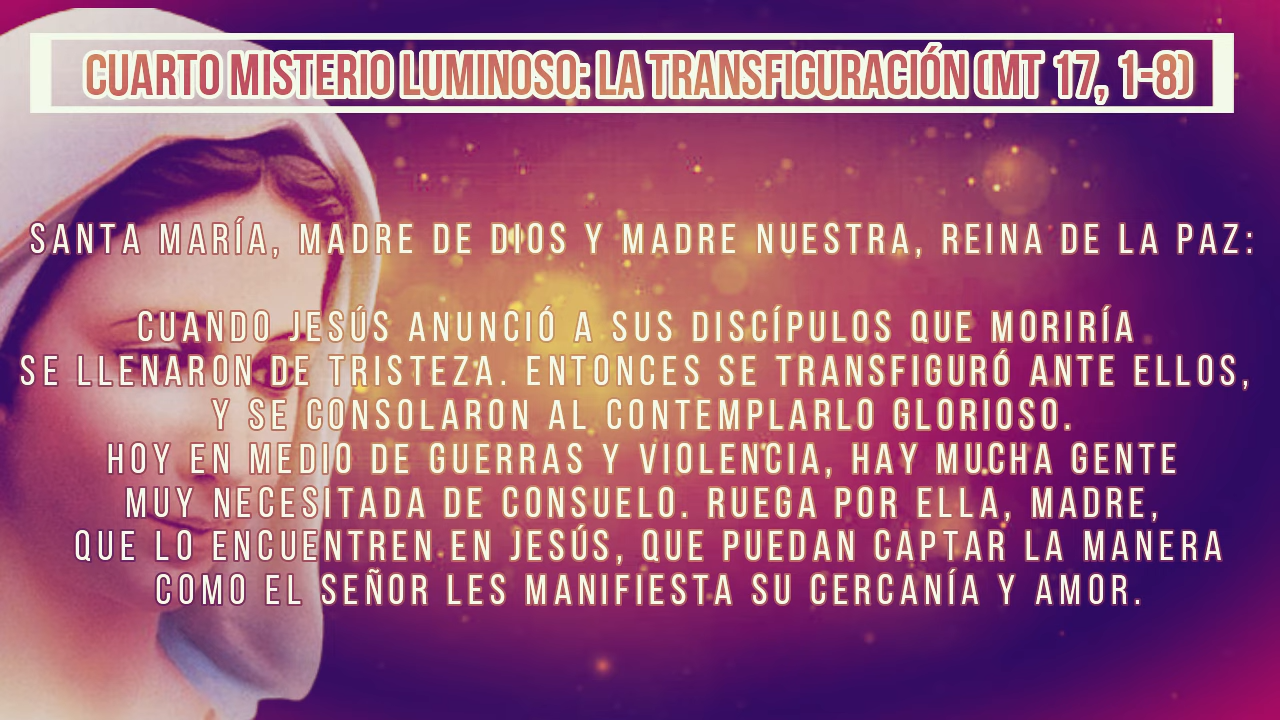 CUARTO MISTERIO LUMINOSO: LA TRANSFIGURACIÓN (MT 17, 1-8)
SANTA MARÍA, MADRE DE DIOS Y MADRE NUESTRA, REINA DE LA PAZ:
CUANDO JESÚS ANUNCIÓ A SUS DISCÍPULOS QUE MORIRÍA
SE LLENARON DE TRISTEZA. ENTONCES SE TRANSFIGURÓ ANTE ELLOS,
Y SE CONSOLARON AL CONTEMPLARLO GLORIOSO.
HOY EN MEDIO DE GUERRAS Y VIOLENCIA, HAY MUCHA GENTE
MUY NECESITADA DE CONSUELO. RUEGA POR ELLA, MADRE,
QUE LO ENCUENTREN EN JESÚS, QUE PUEDAN CAPTAR LA MANERA
COMO EL SEÑOR LES MANIFIESTA SU CERCANÍA Y AMOR.